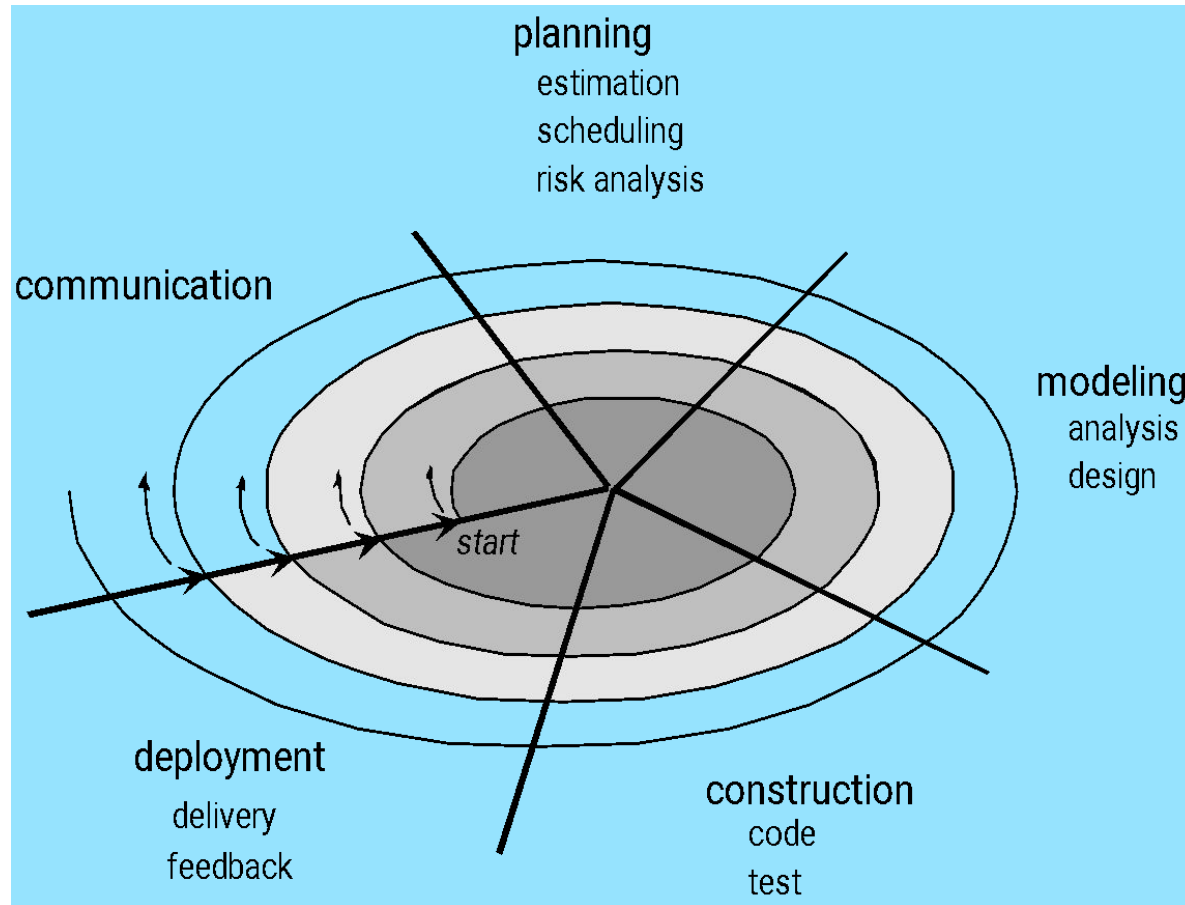 planning
estimation
scheduling
risk analysis
communication
modeling
analysis
design
start
deployment
delivery
feedback
construction
code
test